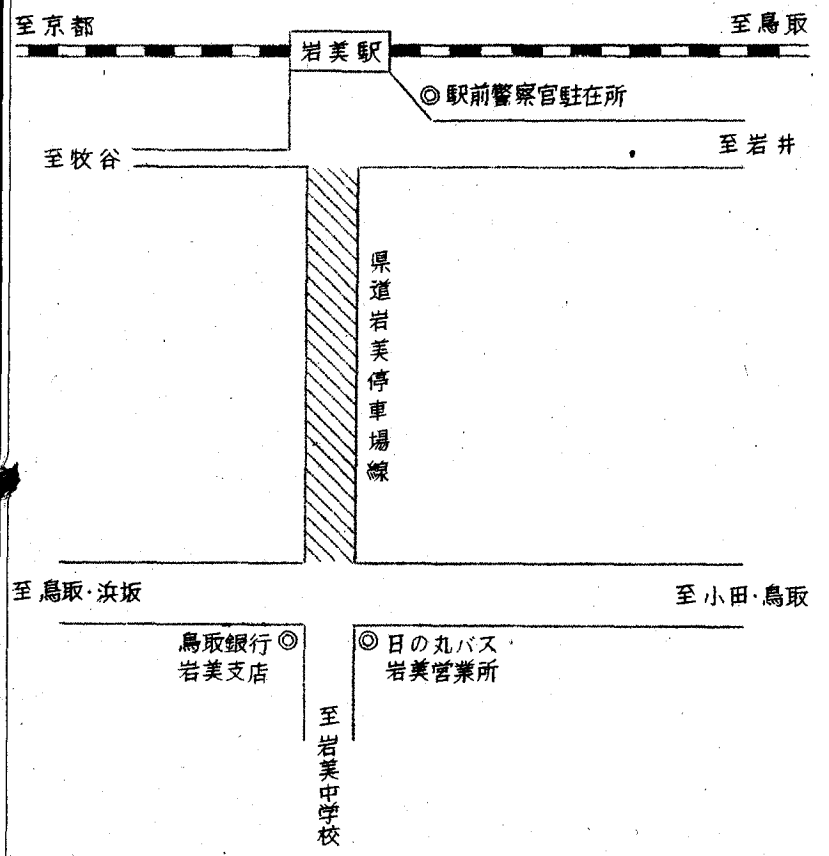 至京都
至鳥取
岩美駅
◎駅前警察官駐在所
至牧谷
至岩井
県道岩美停車場線
至鳥取・浜坂
至小田・鳥取
鳥取銀行◎
岩美支店
◎日の丸バス
岩美営業所
至岩美中学校